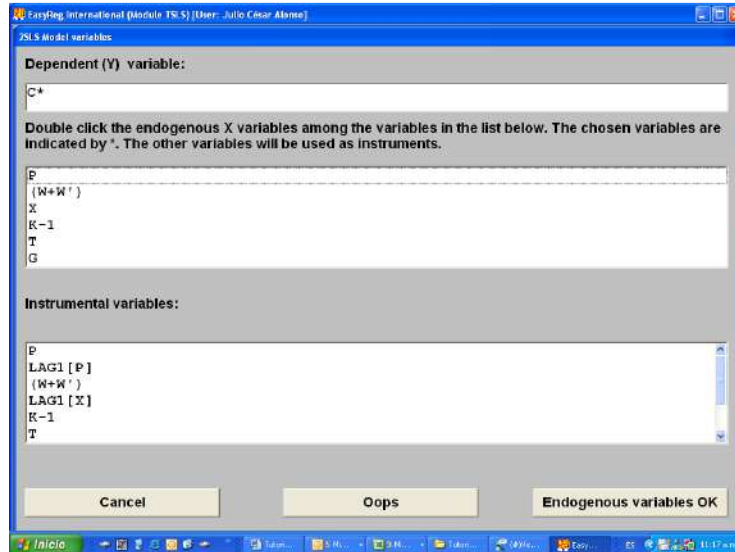 EasyReg International (Module TSLS) [User: Julio César Alonso]
2SLS Model variables
Dependent (Y) variable:
C*
Double click the endogenous X variables among the variables in the list below. The chosen variables are
indicated by *. The other variables will be used as instruments.
P
(W+W')
X
K-1
T
G
Instrumental variables:
P
LAG1[P]
(W+W')
LAG1[X]
K-1
T
Cancel
Oops
Endogenous variables OK
Inicio
ES